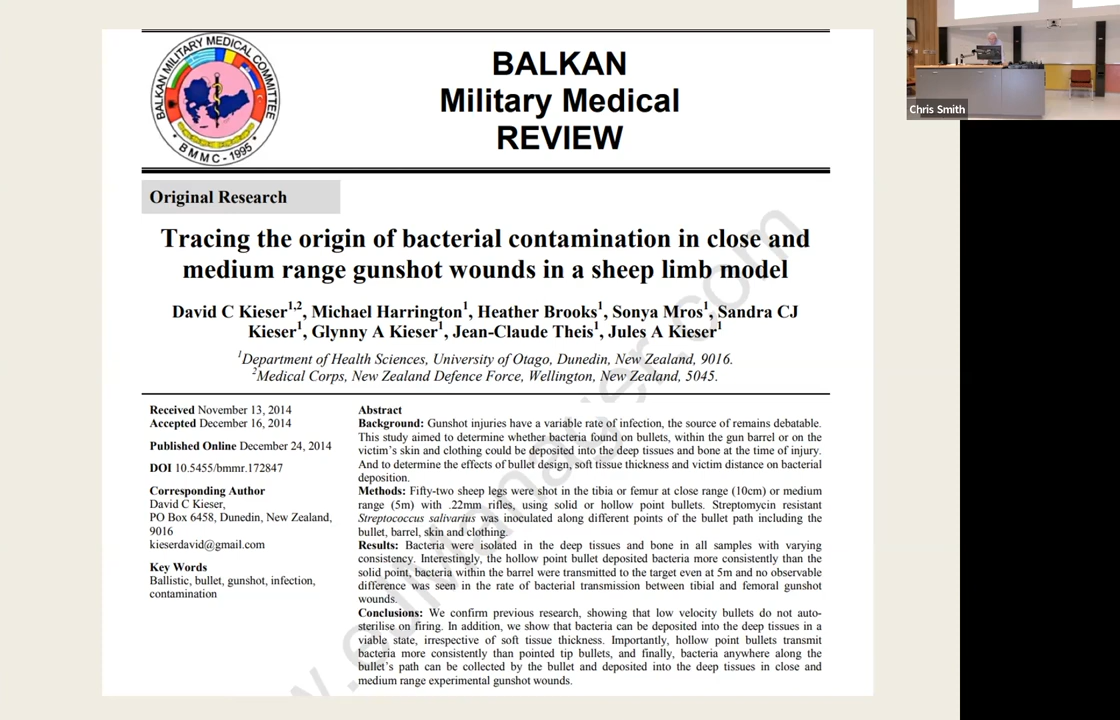 BALKAN MILITARY MEDICAL COMMITTEE
BMMC-1995
BALKAN
Military Medical
REVIEW
Original Research
Tracing the origin of bacterial contamination in close and
medium range gunshot wounds in a sheep limb model
David C Kieser1,2, Michael Harrington1, Heather Brooks1, Sonya Mros1, Sandra CJ
Kieser1, Glynny A Kieser1, Jean-Claude Theis1, Jules A Kieser1
1Department of Health Sciences, University of Otago, Dunedin, New Zealand, 9016.
2Medical Corps, New Zealand Defence Force, Wellington, New Zealand, 5045.
Received November 13, 2014
Accepted December 16, 2014
Published Online December 24, 2014
DOI 10.5455/bmmr.172847
Corresponding Author
David C Kieser,
PO Box 6458, Dunedin, New Zealand,
9016
kieserdavid@gmail.com
Key Words
Ballistic, bullet, gunshot, infection,
contamination
Abstract
Background: Gunshot injuries have a variable rate of infection, the source of remains debatable.
This study aimed to determine whether bacteria found on bullets, within the gun barrel or on the
victim's skin and clothing could be deposited into the deep tissues and bone at the time of injury.
And to determine the effects of bullet design, soft tissue thickness and victim distance on bacterial
deposition.
Methods: Fifty-two sheep legs were shot in the tibia or femur at close range (10cm) or medium
range (5m) with .22mm rifles, using solid or hollow point bullets. Streptomycin resistant
Streptococcus salivarius was inoculated along different points of the bullet path including the
bullet, barrel, skin and clothing.
Results: Bacteria were isolated in the deep tissues and bone in all samples with varying
consistency. Interestingly, the hollow point bullet deposited bacteria more consistently than the
solid point, bacteria within the barrel were transmitted to the target even at 5m and no observable
difference was seen in the rate of bacterial transmission between tibial and femoral gunshot
wounds.
Conclusions: We confirm previous research, showing that low velocity bullets do not auto-
sterilise on firing. In addition, we show that bacteria can be deposited into the deep tissues in a
viable state, irrespective of soft tissue thickness. Importantly, hollow point bullets transmit
bacteria more consistently than pointed tip bullets, and finally, bacteria anywhere along the
bullet's path can be collected by the bullet and deposited into the deep tissues in close and
medium range experimental gunshot wounds.
w.ejManager.com
Chris Smith